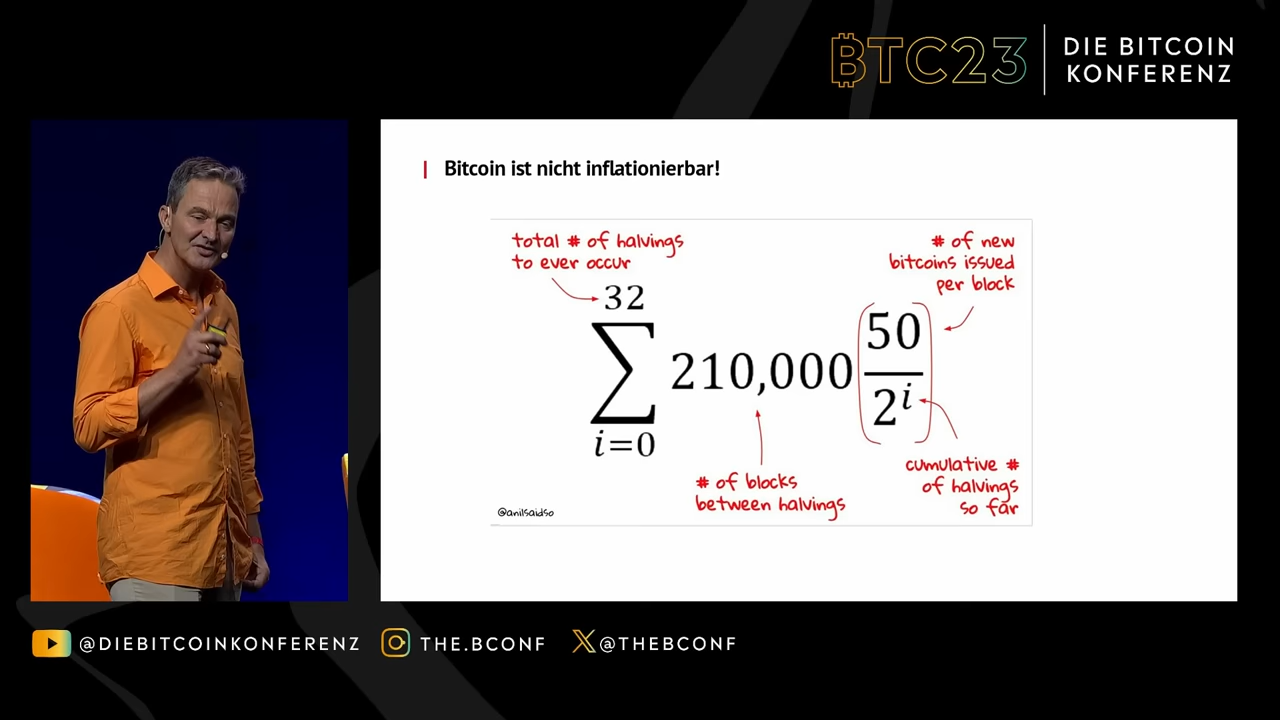 ₿TC23
DIE BITCOIN
KONFERENZ
Bitcoin ist nicht inflationierbar!
total # of halvings
to ever occur
# of new
bitcoins issued
per block
32
∑ 210,000 (50/2^i)
i=0
# of blocks
between halvings
cumulative #
of halvings
so far
@anilsaidso
@DIEBITCOINKONFERENZ
THE.BCONF
@THEBCONF